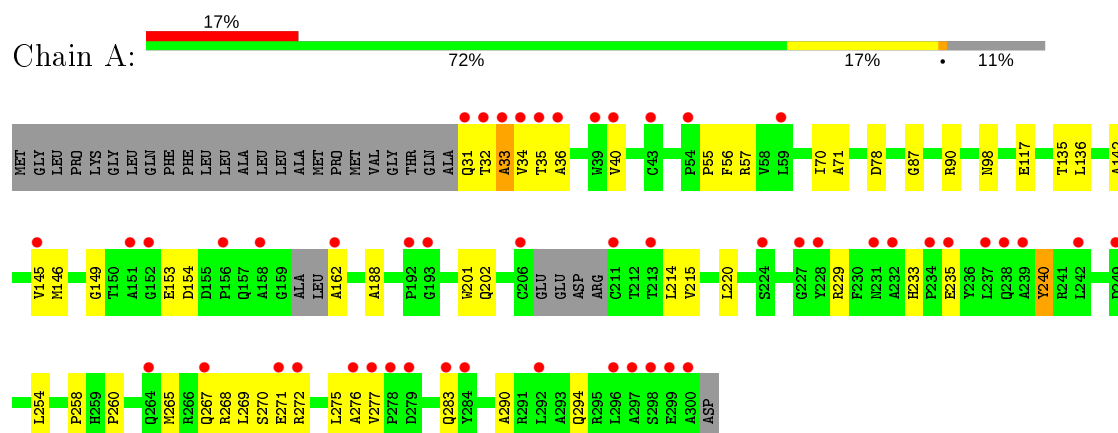 17%
Chain A:
72% 17% • 11%
MET GLY LEU PRO LYS GLY LEU GLN PHE PHE LEU LEU ALA LEU LEU ALA MET PRO MET VAL GLY THR GLN ALA Q31 T32 A33 V34 T35 A36 W39 V40 C43 P54 P55 F56 R57 V58 L59 I70 A71 D78 G87 R90 N98 E117 T135 L136 A142
V145 M146 G149 T150 A151 G152 E153 D154 D155 P156 Q157 A158 G159 ALA LEU A162 A188 P192 G193 W201 Q202 C206 GLU GLU ASP ARG C211 T212 T213 L214 V215 L220 S224 G227 Y228 R229 F230 N231 A232 H233 P234 E235 Y236 L237 Q238 A239 Y240 R241 L242
L254 P258 H259 P260 Q264 M265 R266 Q267 R268 L269 S270 E271 R272 L275 A276 V277 P278 D279 Q283 Y284 A290 R291 L292 A293 Q294 R295 L296 A297 S298 E299 A300 ASP